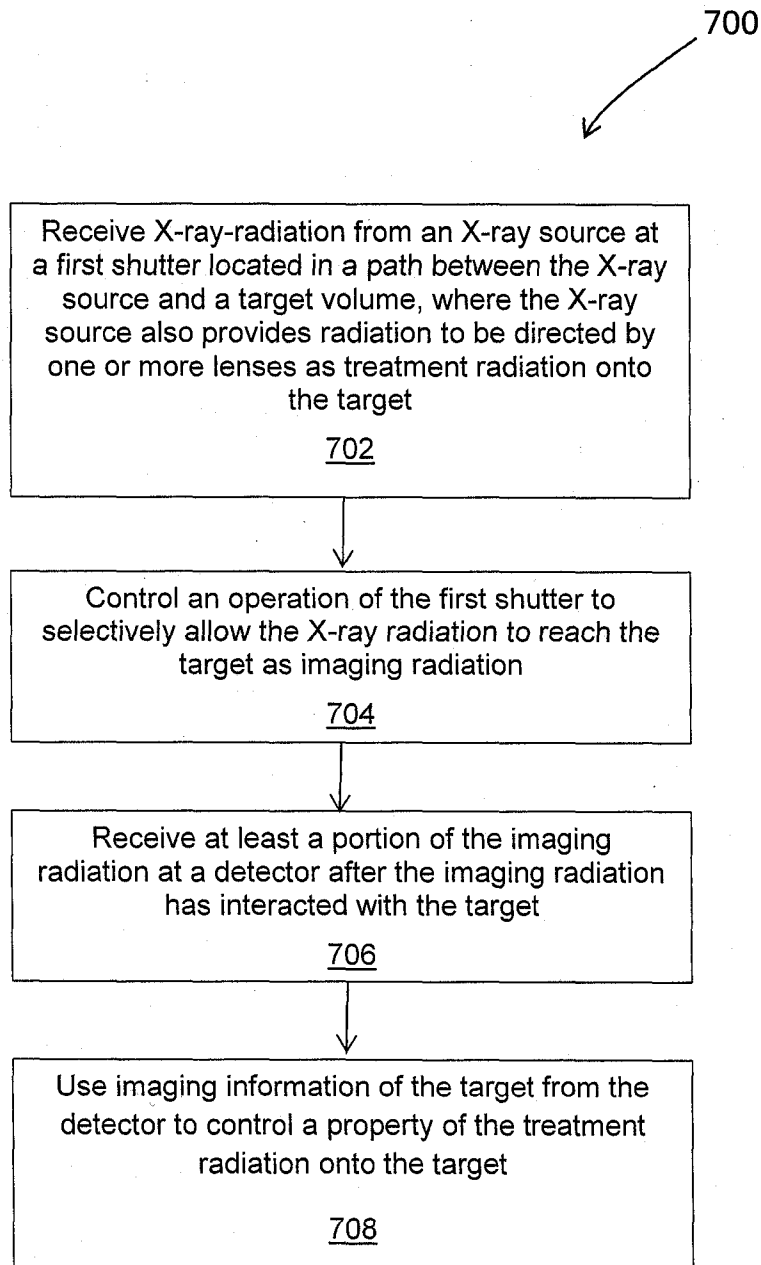 700
Receive X-ray-radiation from an X-ray source at
a first shutter located in a path between the X-ray
source and a target volume, where the X-ray
source also provides radiation to be directed by
one or more lenses as treatment radiation onto
the target
702
Control an operation of the first shutter to
selectively allow the X-ray radiation to reach the
target as imaging radiation
704
Receive at least a portion of the imaging
radiation at a detector after the imaging radiation
has interacted with the target
706
Use imaging information of the target from the
detector to control a property of the treatment
radiation onto the target
708